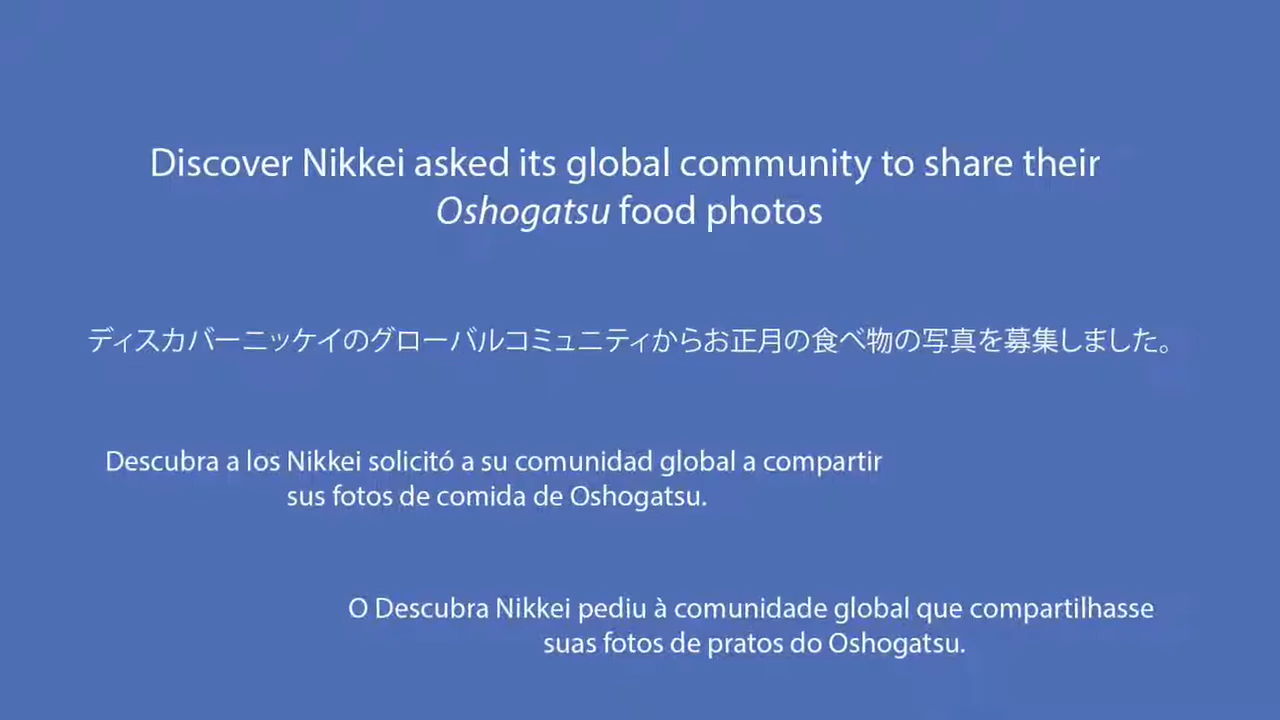 Discover Nikkei asked its global community to share their
Oshogatsu food photos
ディスカバーニッケイのグローバルコミュニティからお正月の食べ物の写真を募集しました。
Descubra a los Nikkei solicitó a su comunidad global a compartir
sus fotos de comida de Oshogatsu.
O Descubra Nikkei pediu à comunidade global que compartilhasse
suas fotos de pratos do Oshogatsu.